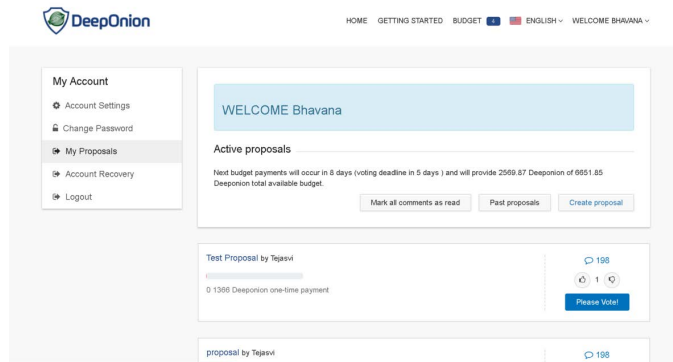 DeepOnion
HOME GETTING STARTED BUDGET 4 ENGLISH WELCOME BHAVANA
My Account
Account Settings
Change Password
My Proposals
Account Recovery
Logout
WELCOME Bhavana
Active proposals
Next budget payments will occur in 8 days (voting deadline in 5 days ) and will provide 2569.87 Deeponion of 6651.85
Deeponion total available budget.
Mark all comments as read Past proposals Create proposal
Test Proposal by Tejasvi
198
1
0 1366 Deeponion one-time payment
Please Vote!
proposal by Tejasvi
198